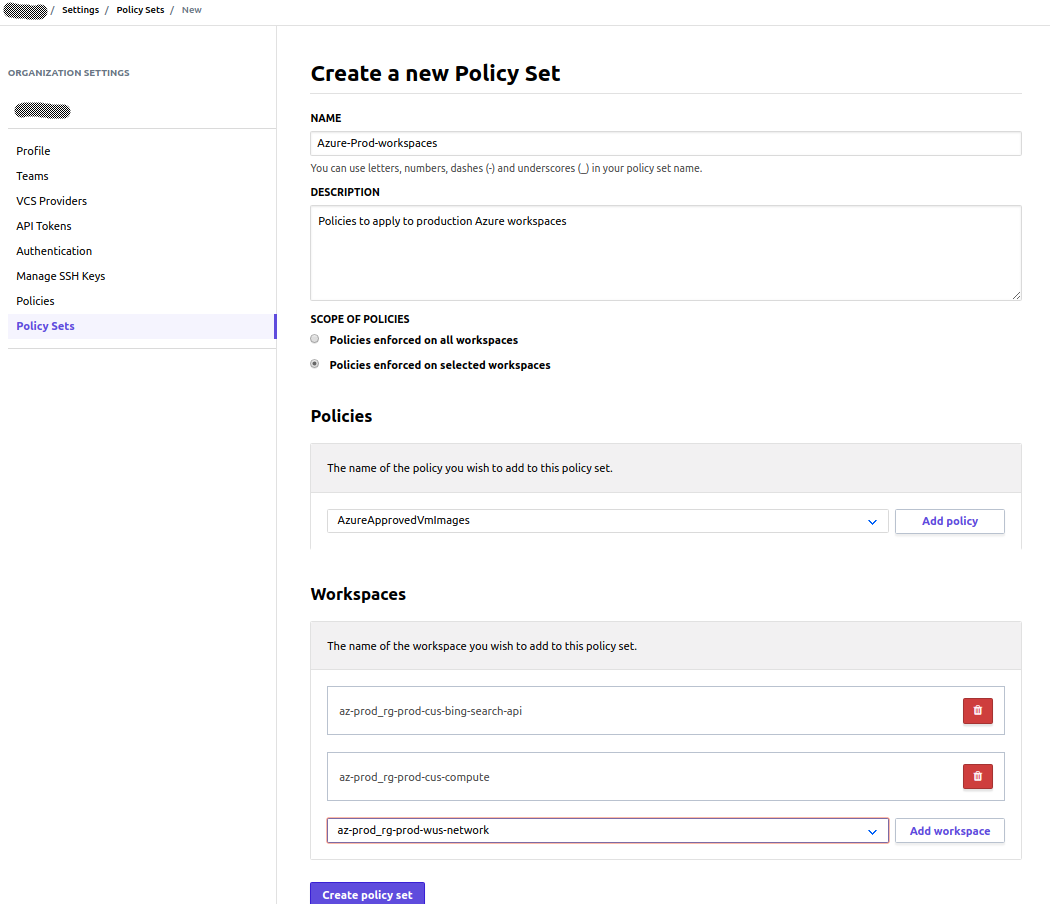 / Settings / Policy Sets / New
ORGANIZATION SETTINGS
Profile
Teams
VCS Providers
API Tokens
Authentication
Manage SSH Keys
Policies
Policy Sets
Create a new Policy Set
NAME
Azure-Prod-workspaces
You can use letters, numbers, dashes (-) and underscores (_) in your policy set name.
DESCRIPTION
Policies to apply to production Azure workspaces
SCOPE OF POLICIES
Policies enforced on all workspaces
Policies enforced on selected workspaces
Policies
The name of the policy you wish to add to this policy set.
AzureApprovedVmImages
Add policy
Workspaces
The name of the workspace you wish to add to this policy set.
az-prod_rg-prod-cus-bing-search-api
az-prod_rg-prod-cus-compute
az-prod_rg-prod-wus-network
Add workspace
Create policy set